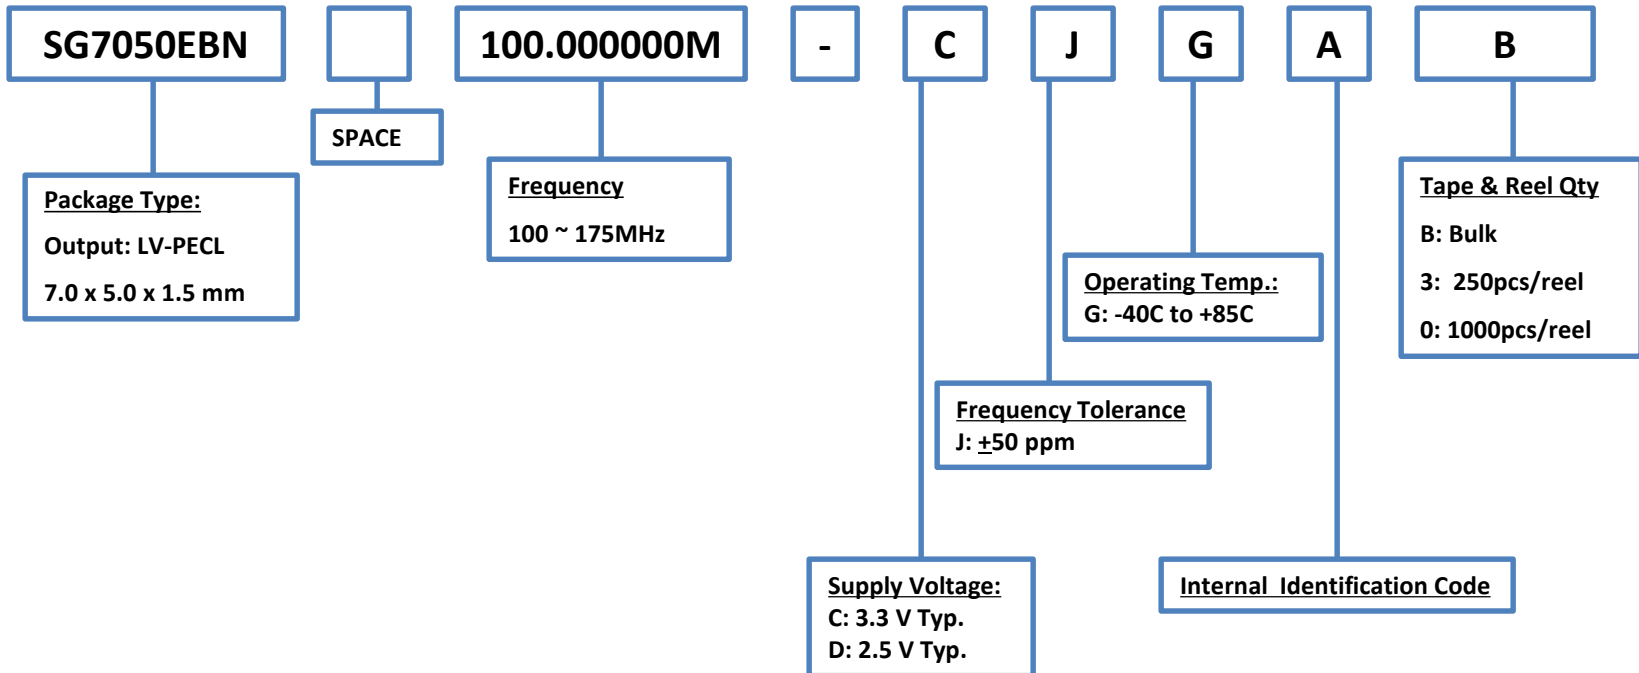 SG7050EBN
100.000000M
-
C
J
G
A
B
SPACE
Package Type:
Output: LV-PECL
7.0 x 5.0 x 1.5 mm
Frequency
100 ~ 175MHz
Tape & Reel Qty
B: Bulk
3: 250pcs/reel
0: 1000pcs/reel
Operating Temp.:
G: -40C to +85C
Frequency Tolerance
J: ±50 ppm
Supply Voltage:
C: 3.3 V Typ.
D: 2.5 V Typ.
Internal Identification Code